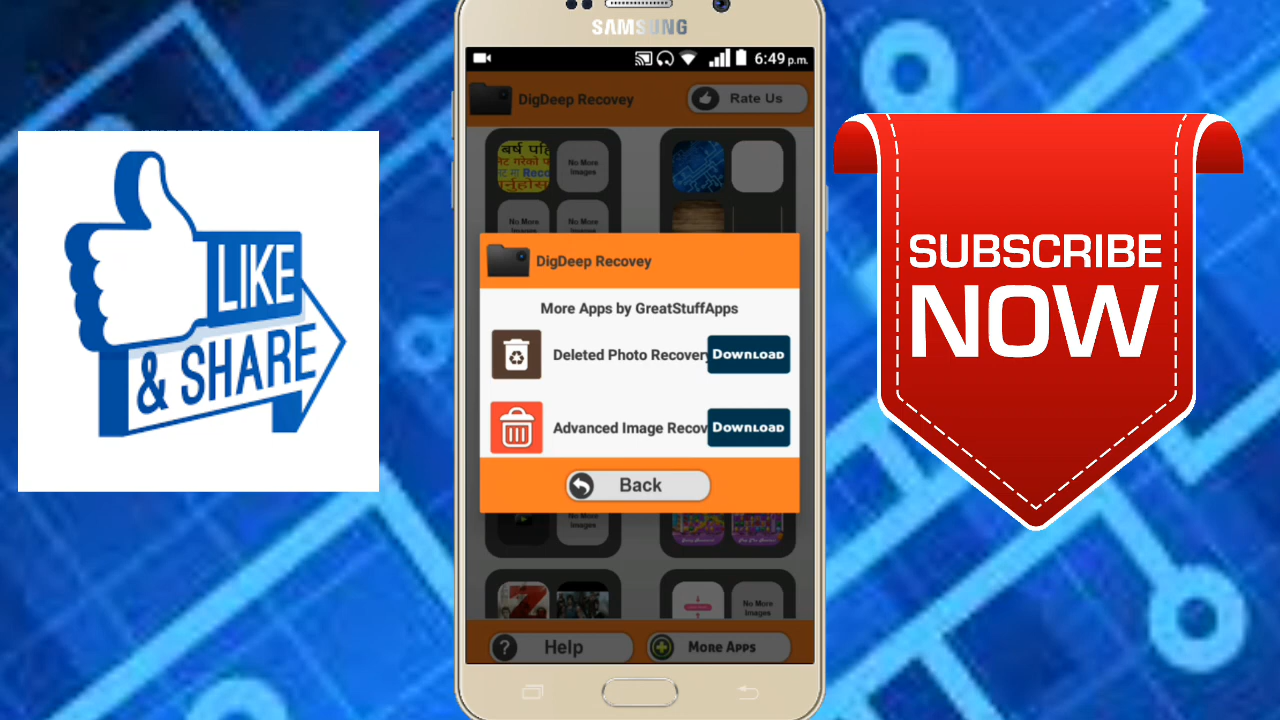 SAMSUNG
6:49 p.m.
DigDeep Recovey
Rate Us
बर्ष पहि
No More
Images
No More
No More
DigDeep Recovey
More Apps by GreatStuffApps
Deleted Photo Recovery
Download
Advanced Image Recov
Download
Back
Images
No More
Images
Help
More Apps
LIKE
& SHARE
SUBSCRIBE
NOW